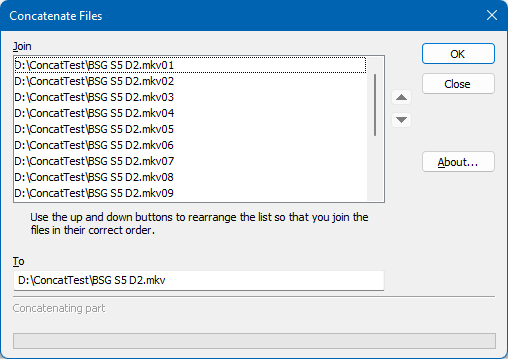 Concatenate Files
Join
D:\ConcatTest\BSG S5 D2.mkv01
D:\ConcatTest\BSG S5 D2.mkv02
D:\ConcatTest\BSG S5 D2.mkv03
D:\ConcatTest\BSG S5 D2.mkv04
D:\ConcatTest\BSG S5 D2.mkv05
D:\ConcatTest\BSG S5 D2.mkv06
D:\ConcatTest\BSG S5 D2.mkv07
D:\ConcatTest\BSG S5 D2.mkv08
D:\ConcatTest\BSG S5 D2.mkv09
OK
Close
About...
Use the up and down buttons to rearrange the list so that you join the
files in their correct order.
To
D:\ConcatTest\BSG S5 D2.mkv
Concatenating part